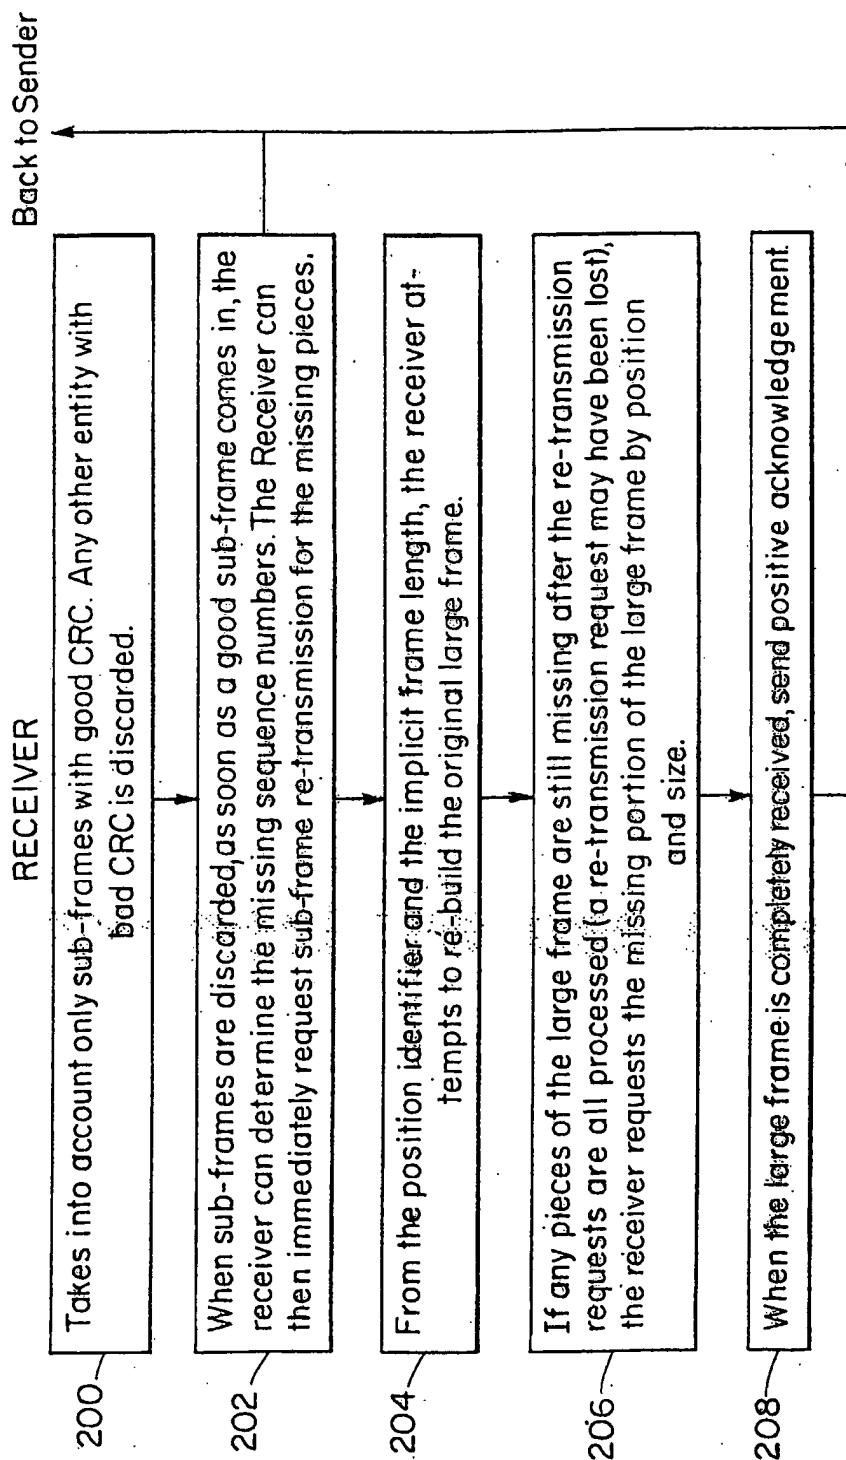 RECEIVER
Back to Sender
200
Takes into account only sub-frames with good CRC. Any other entity with
bad CRC is discarded.
202
When sub-frames are discarded, as soon as a good sub-frame comes in, the
receiver can determine the missing sequence numbers. The Receiver can
then immediately request sub-frame re-transmission for the missing pieces.
204
From the position identifier and the implicit frame length, the receiver at-
tempts to re-build the original large frame.
206
If any pieces of the large frame are still missing after the re-transmission
requests are all processed (a re-transmission request may have been lost),
the receiver requests the missing portion of the large frame by position
and size.
208
When the large frame is completely received, send positive acknowledgement.